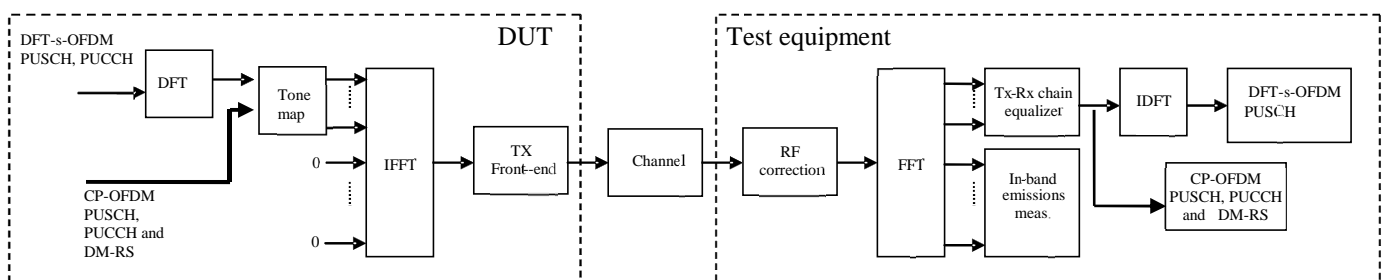 DUT
Test equipment
DFT-s-OFDM
PUSCH, PUCCH
DFT
Tone
map
IFFT
0
0
CP-OFDM
PUSCH,
PUCCH and
DM-RS
TX
Front-end
Channel
RF
correction
FFT
Tx-Rx chain
equalizer
In-band
emissions
meas.
IDFT
DFT-s-OFDM
PUSCH
CP-OFDM
PUSCH, PUCCH
and DM-RS